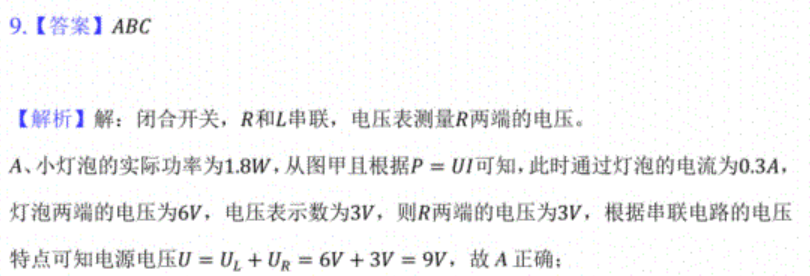 9.【答案】ABC
【解析】解：闭合开关，R和L串联，电压表测量R两端的电压。
A、小灯泡的实际功率为1.8W，从图甲且根据P = UI可知，此时通过灯泡的电流为0.3A，
灯泡两端的电压为6V，电压表示数为3V，则R两端的电压为3V，根据串联电路的电压
特点可知电源电压U = U_L + U_R = 6V + 3V = 9V，故 A 正确；